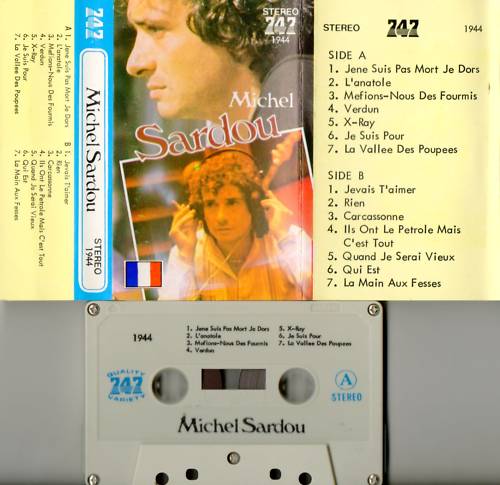 A 1. Jene Suis Pas Mort Je Dors
2. L'anatole
3. Mefions-Nous Des Fourmis
4. Verdun
5. X-Ray
6. Je Suis Pour
7. La Vallee Des Poupees
B 1. Jevais T'aimer
2. Rien
3. Carcassonne
4. Ils Ont Le Petrole Mais
C'est Tout
5. Quand Je Serai Vieux
6. Qui Est
7. La Main Aux Fesses
747
Michel Sardou
STEREO
1944
STEREO
747
1944
Michel
Sardou
STEREO 747 1944
SIDE A
1. Jene Suis Pas Mort Je Dors
2. L'anatole
3. Mefions-Nous Des Fourmis
4. Verdun
5. X-Ray
6. Je Suis Pour
7. La Vallee Des Poupees
SIDE B
1. Jevais T'aimer
2. Rien
3. Carcassonne
4. Ils Ont Le Petrole Mais
C'est Tout
5. Quand Je Serai Vieux
6. Qui Est
7. La Main Aux Fesses
1944
1. Jene Suis Pas Mort Je Dors 5. X-Ray
2. L'anatole 6. Je Suis Pour
3. Mefions-Nous Des Fourmis 7. La Vallee Des Poupees
4. Verdun
QUALITY
747
VARIETY
A
STEREO
Michel Sardou